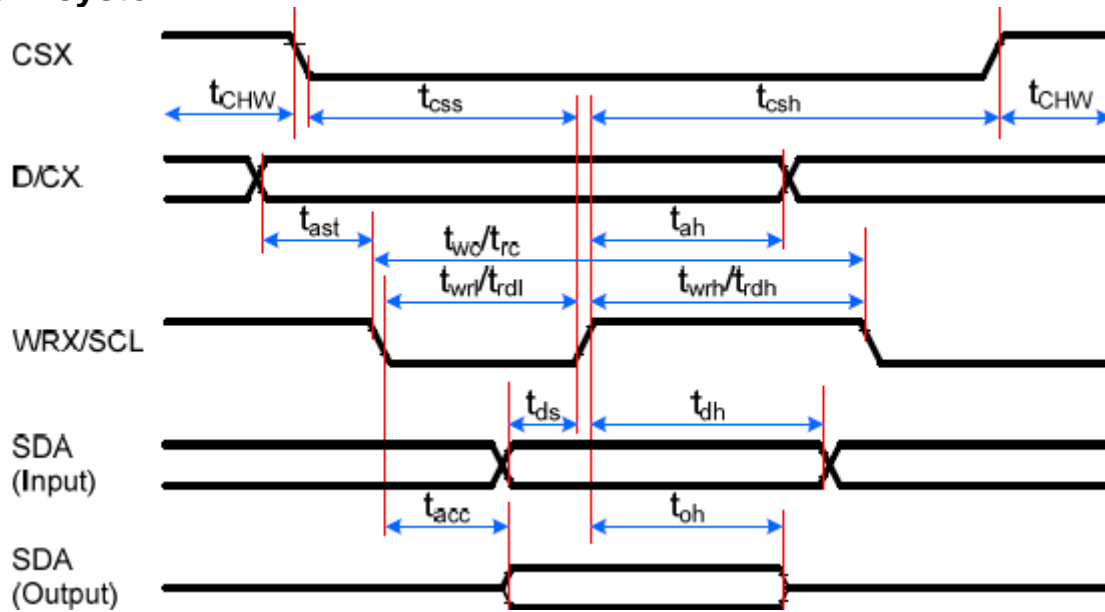 CSX
tCHW tcss tcsh tCHW
D/CX
tast tah
twc/trc
twrl/trdl twrh/trdh
WRX/SCL
tds tdh
SDA
(Input)
tacc toh
SDA
(Output)